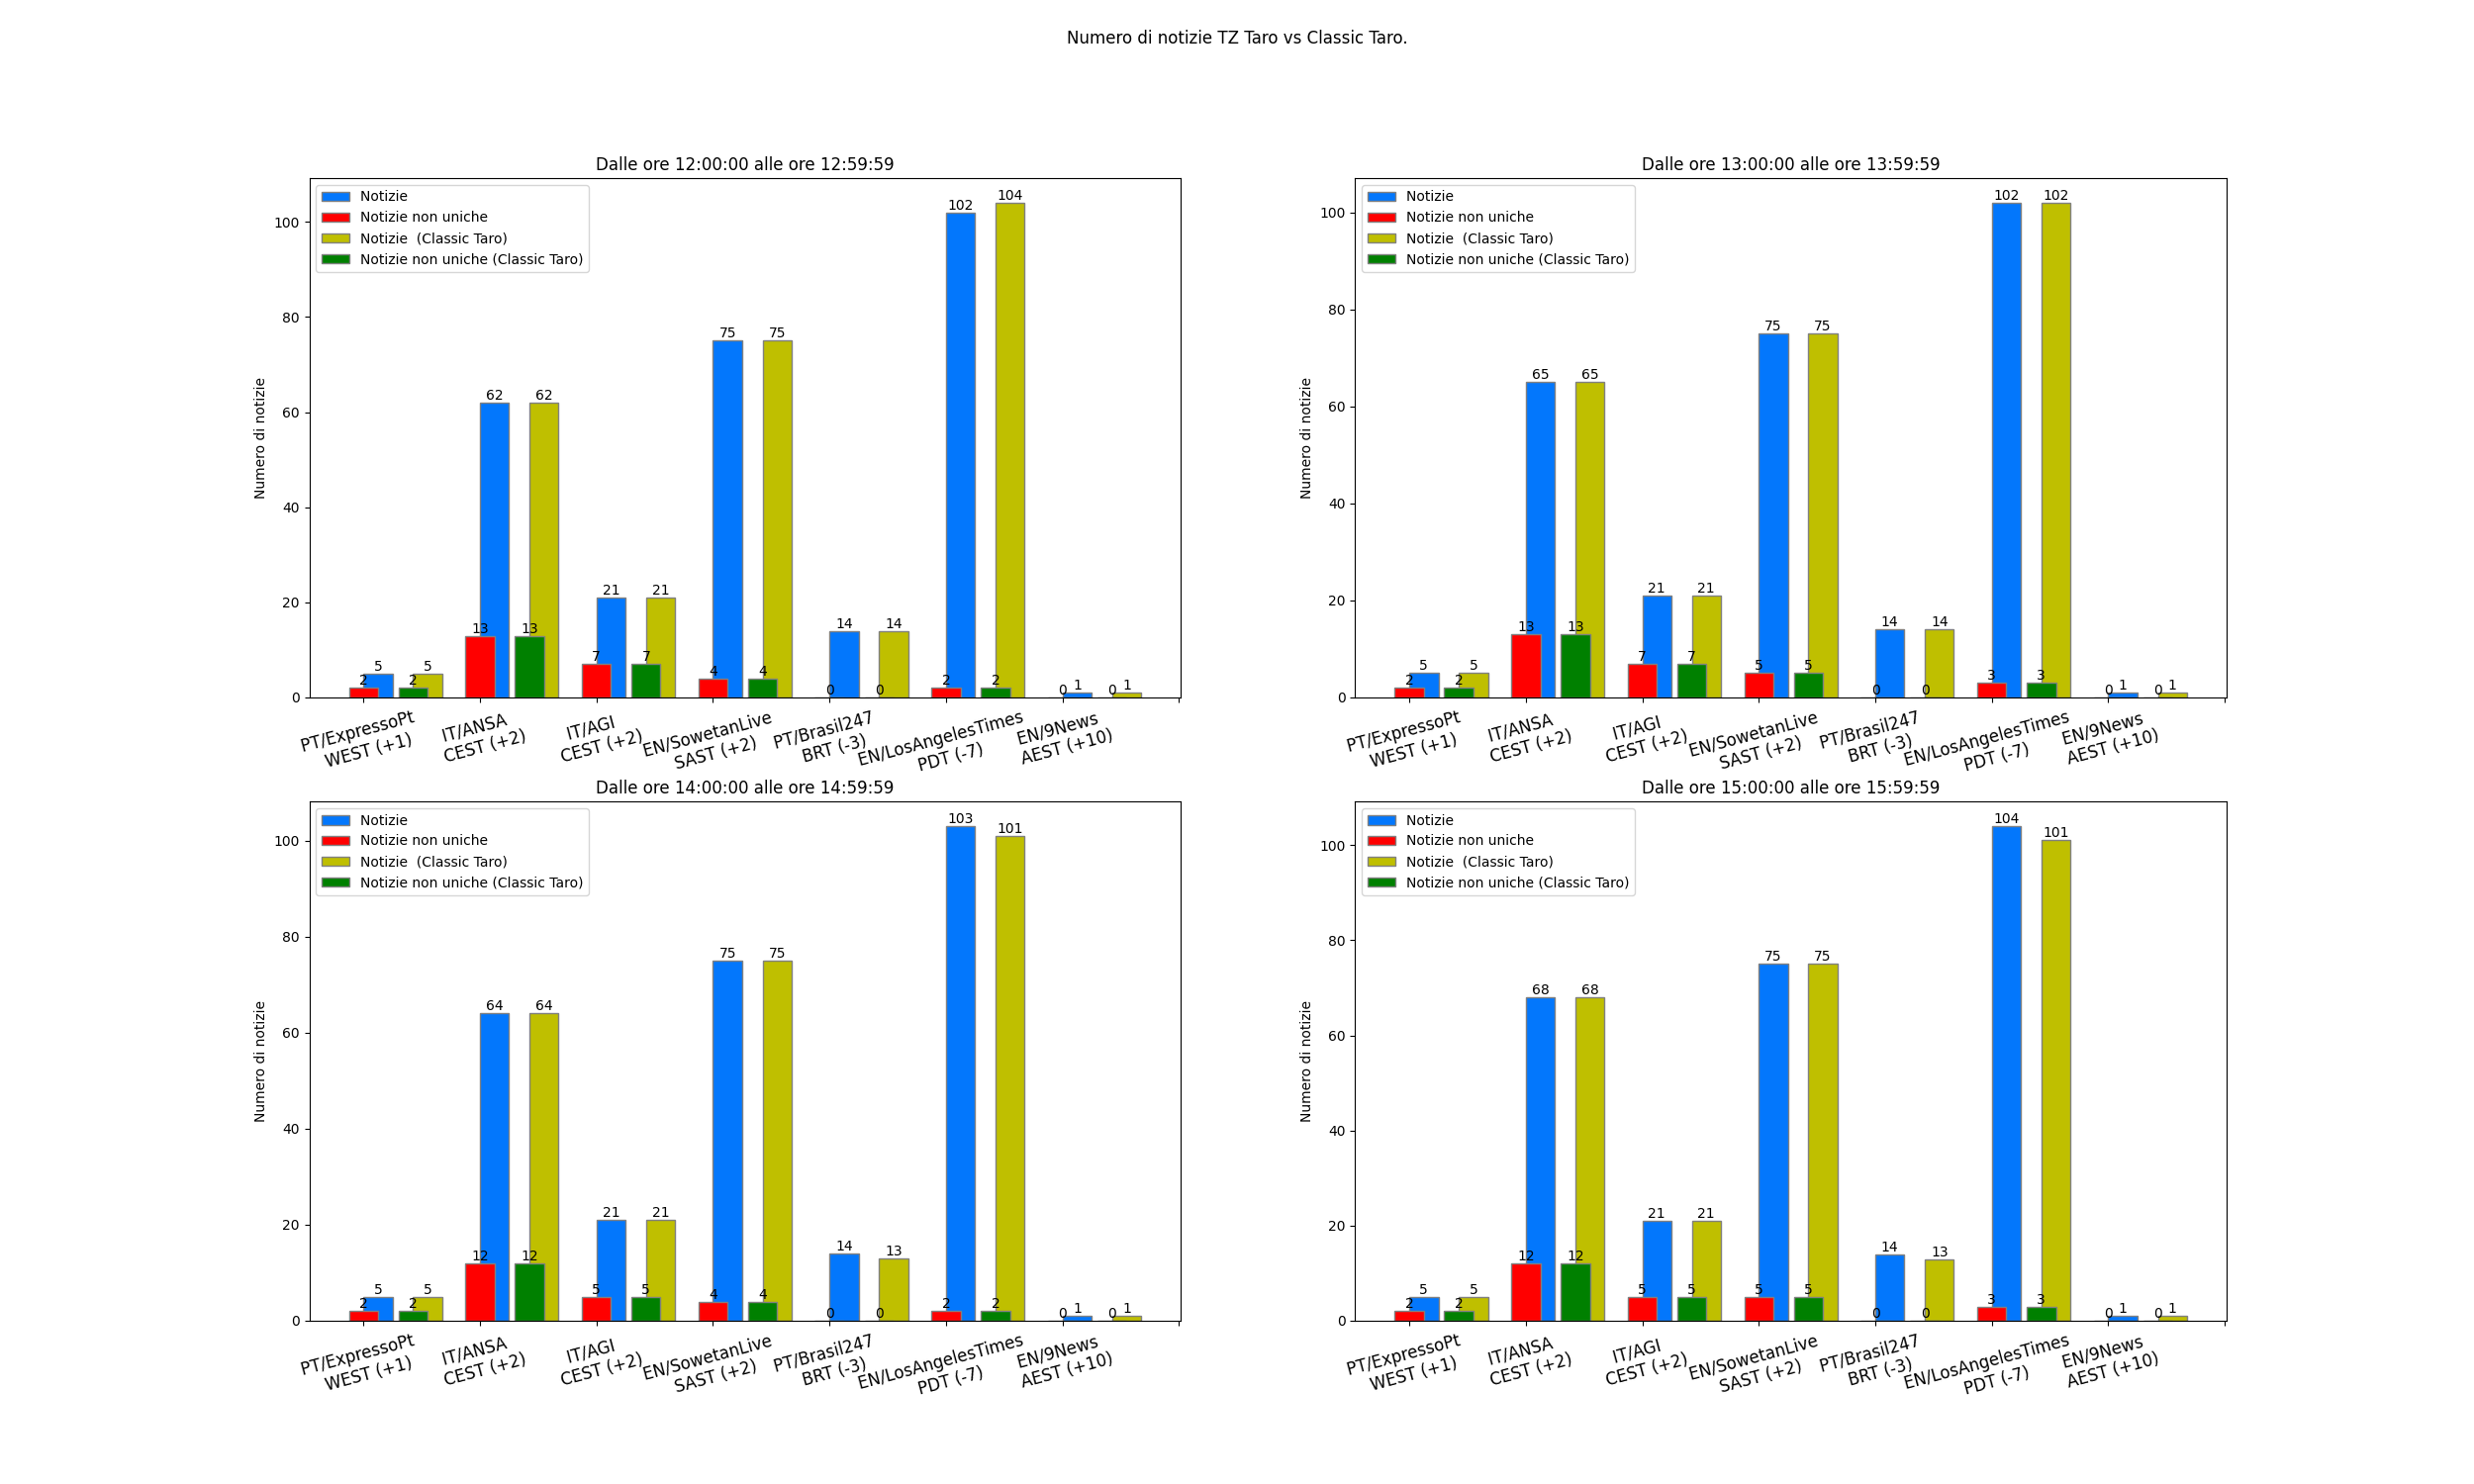 Numero di notizie TZ Taro vs Classic Taro.
Dalle ore 12:00:00 alle ore 12:59:59
Notizie
Notizie non uniche
Notizie  (Classic Taro)
Notizie non uniche (Classic Taro)
Numero di notizie
100
80
60
40
20
0
2 5 2 5
13 62 13 62
7 21 7 21
4 75 4 75
0 14 0 14
2 102 2 104
0 1 0 1
PT/ExpressoPt
WEST (+1)
IT/ANSA
CEST (+2)
IT/AGI
CEST (+2)
EN/SowetanLive
SAST (+2)
PT/Brasil247
BRT (-3)
EN/LosAngelesTimes
PDT (-7)
EN/9News
AEST (+10)
Dalle ore 13:00:00 alle ore 13:59:59
Notizie
Notizie non uniche
Notizie  (Classic Taro)
Notizie non uniche (Classic Taro)
Numero di notizie
100
80
60
40
20
0
2 5 2 5
13 65 13 65
7 21 7 21
5 75 5 75
0 14 0 14
3 102 3 102
0 1 0 1
PT/ExpressoPt
WEST (+1)
IT/ANSA
CEST (+2)
IT/AGI
CEST (+2)
EN/SowetanLive
SAST (+2)
PT/Brasil247
BRT (-3)
EN/LosAngelesTimes
PDT (-7)
EN/9News
AEST (+10)
Dalle ore 14:00:00 alle ore 14:59:59
Notizie
Notizie non uniche
Notizie  (Classic Taro)
Notizie non uniche (Classic Taro)
Numero di notizie
100
80
60
40
20
0
2 5 2 5
12 64 12 64
5 21 5 21
4 75 4 75
0 14 0 13
2 103 2 101
0 1 0 1
PT/ExpressoPt
WEST (+1)
IT/ANSA
CEST (+2)
IT/AGI
CEST (+2)
EN/SowetanLive
SAST (+2)
PT/Brasil247
BRT (-3)
EN/LosAngelesTimes
PDT (-7)
EN/9News
AEST (+10)
Dalle ore 15:00:00 alle ore 15:59:59
Notizie
Notizie non uniche
Notizie  (Classic Taro)
Notizie non uniche (Classic Taro)
Numero di notizie
100
80
60
40
20
0
2 5 2 5
12 68 12 68
5 21 5 21
5 75 5 75
0 14 0 13
3 104 3 101
0 1 0 1
PT/ExpressoPt
WEST (+1)
IT/ANSA
CEST (+2)
IT/AGI
CEST (+2)
EN/SowetanLive
SAST (+2)
PT/Brasil247
BRT (-3)
EN/LosAngelesTimes
PDT (-7)
EN/9News
AEST (+10)